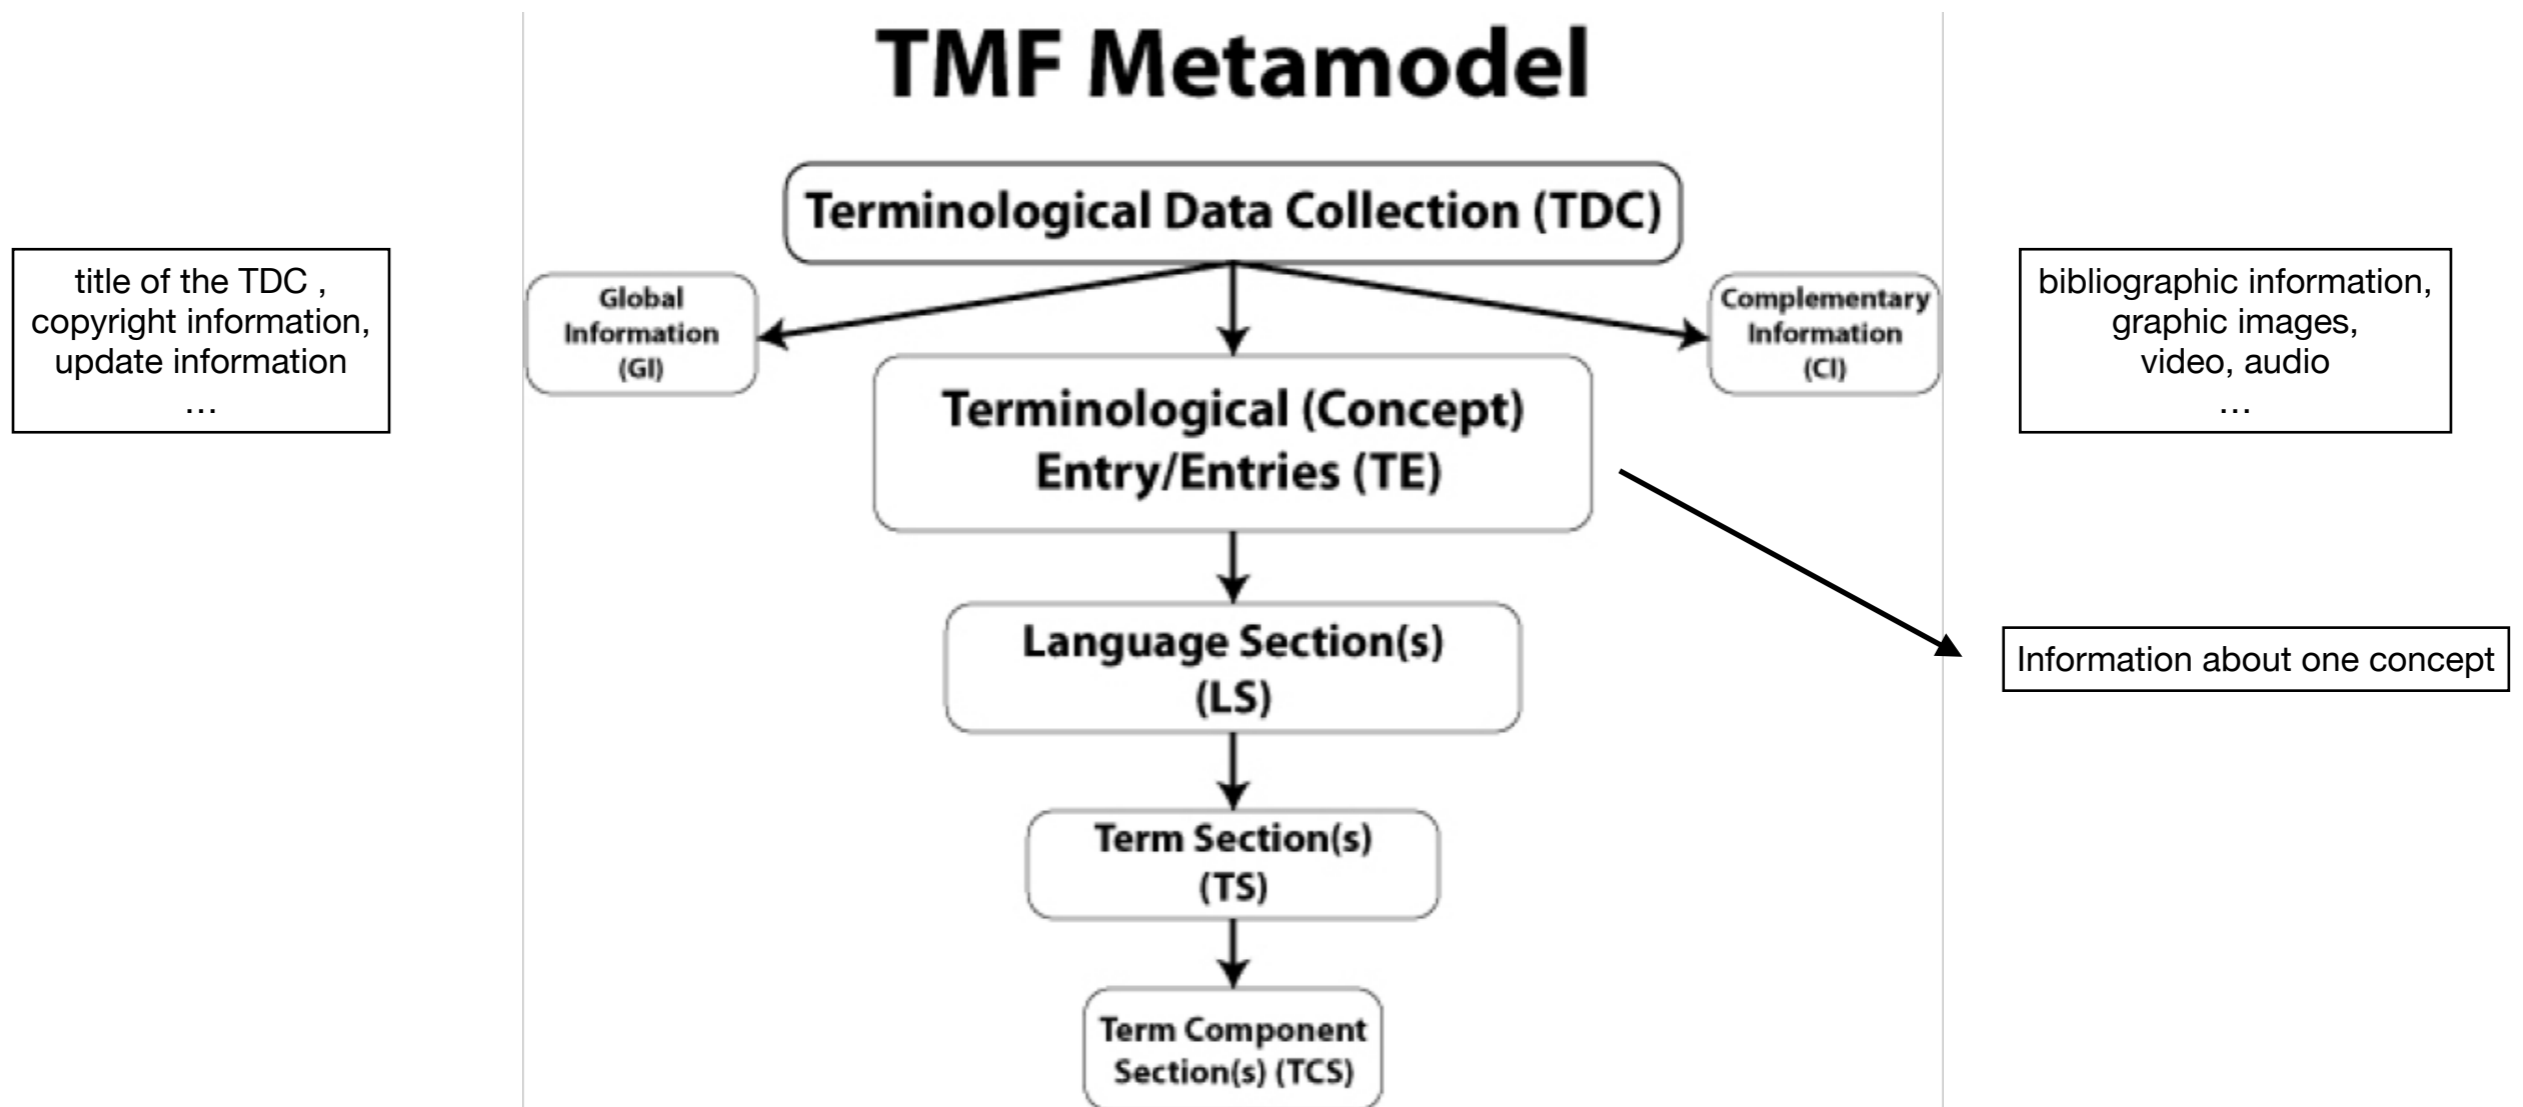 TMF Metamodel
Terminological Data Collection (TDC)
title of the TDC ,
copyright information,
update information
...
Global
Information
(GI)
Complementary
Information
(CI)
bibliographic information,
graphic images,
video, audio
...
Terminological (Concept)
Entry/Entries (TE)
Language Section(s)
(LS)
Information about one concept
Term Section(s)
(TS)
Term Component
Section(s) (TCS)